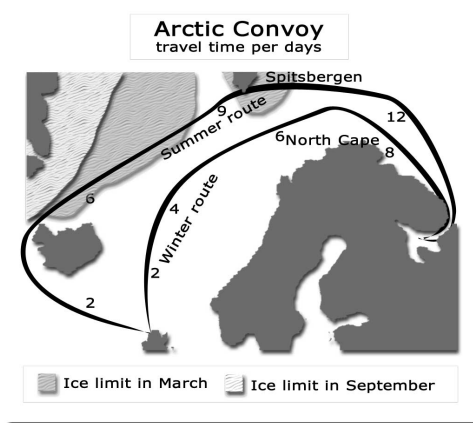 Arctic Convoy
travel time per days
Spitsbergen
9
Summer route
12
6
North Cape
8
6
4
Winter route
2
2
Ice limit in March
Ice limit in September